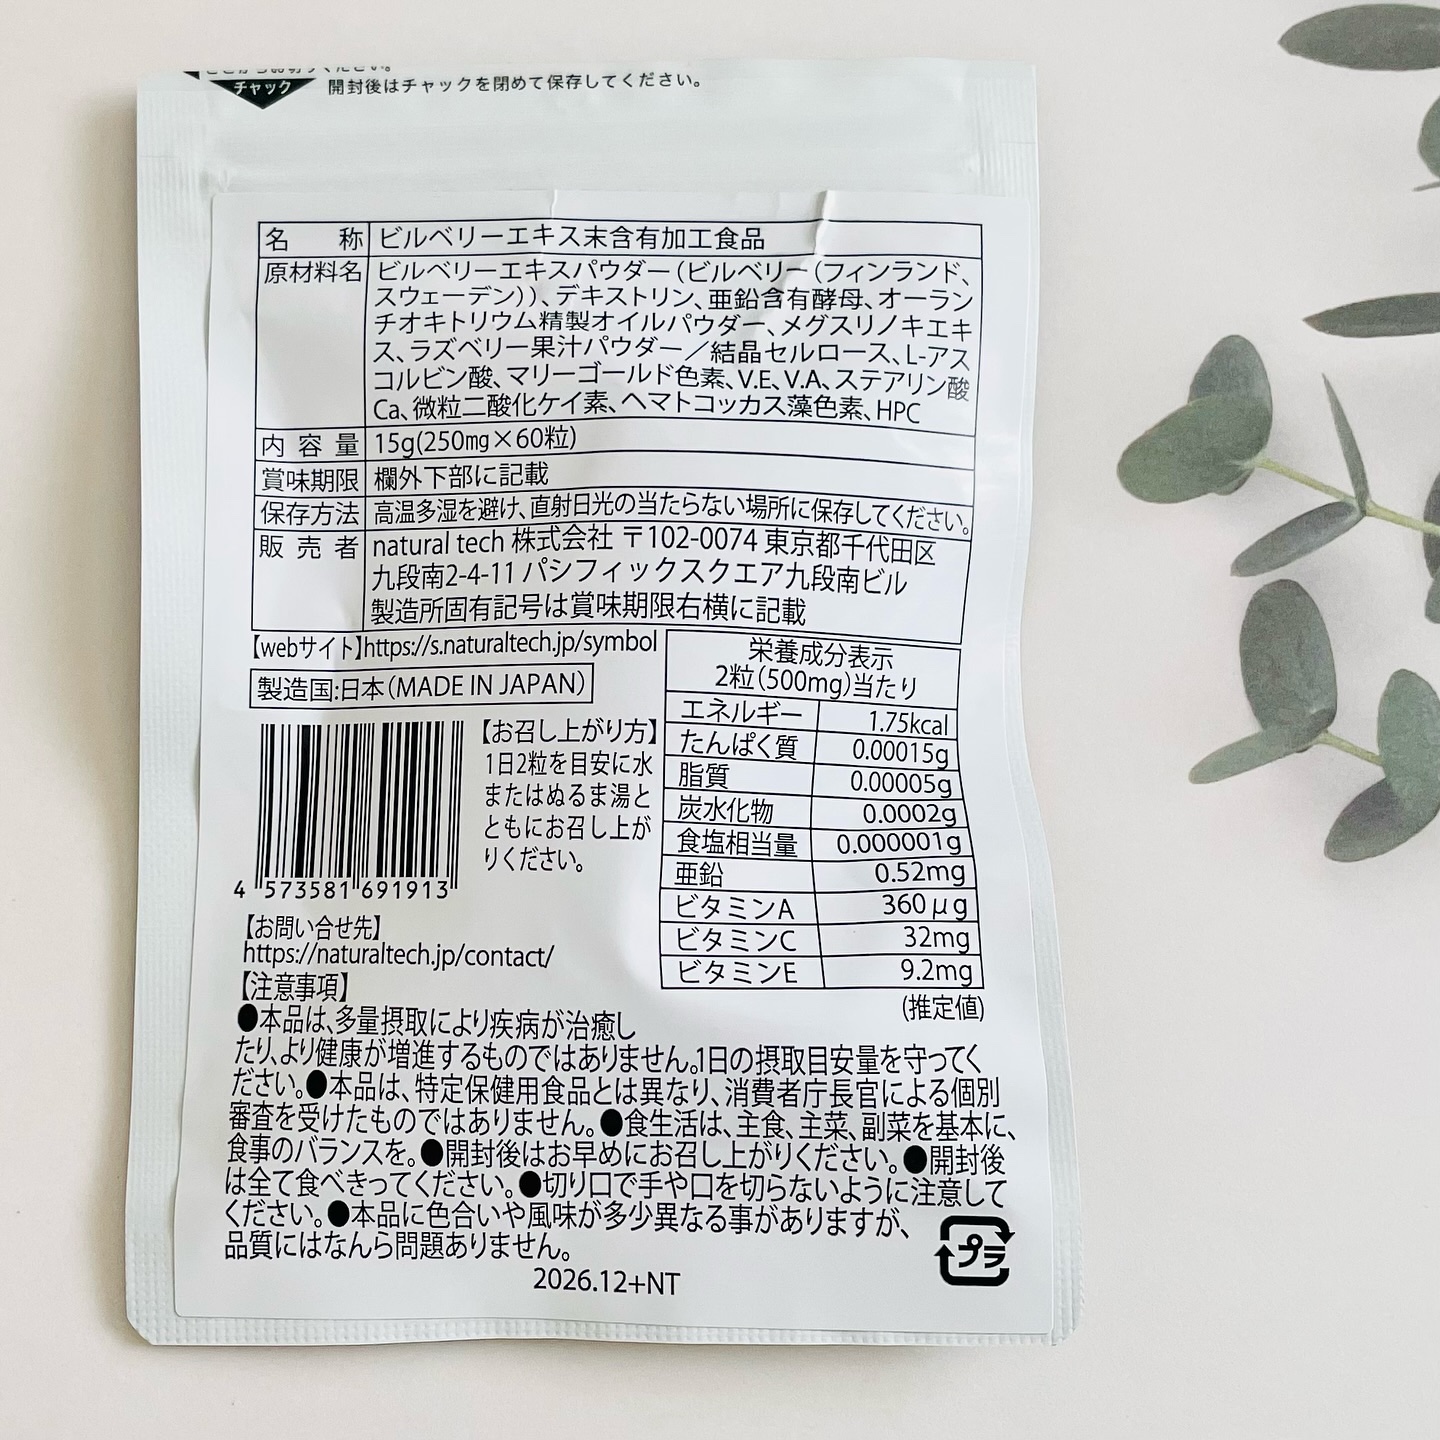 チャック 開封後はチャックを閉めて保存してください。
名称 ビルベリーエキス末含有加工食品
原材料名 ビルベリーエキスパウダー(ビルベリー(フィンランド、
スウェーデン))、デキストリン、亜鉛含有酵母、オーラン
チオキトリウム精製オイルパウダー、メグスリノキエキ
ス、ラズベリー果汁パウダー/結晶セルロース、L-アス
コルビン酸、マリーゴールド色素、V.E、V.A、ステアリン酸
Ca、微粒二酸化ケイ素、ヘマトコッカス藻色素、HPC
内容量 15g(250mg×60粒)
賞味期限 欄外下部に記載
保存方法 高温多湿を避け、直射日光の当たらない場所に保存してください。
販売者 natural tech 株式会社 〒102-0074 東京都千代田区
九段南2-4-11 パシフィックスクエア九段南ビル
製造所固有記号は賞味期限右横に記載
【webサイト】https://s.naturaltech.jp/symbol
製造国:日本(MADE IN JAPAN)
4 573581 691913
【お召し上がり方】
1日2粒を目安に水
またはぬるま湯と
ともにお召し上が
りください。
栄養成分表示
2粒(500mg)当たり
エネルギー 1.75kcal
たんぱく質 0.00015g
脂質 0.00005g
炭水化物 0.0002g
食塩相当量 0.000001g
亜鉛 0.52mg
ビタミンA 360μg
ビタミンC 32mg
ビタミンE 9.2mg
(推定値)
【お問い合せ先】
https://naturaltech.jp/contact/
【注意事項】
●本品は、多量摂取により疾病が治癒し
たり、より健康が増進するものではありません。1日の摂取目安量を守ってく
ださい。●本品は、特定保健用食品とは異なり、消費者庁長官による個別
審査を受けたものではありません。●食生活は、主食、主菜、副菜を基本に、
食事のバランスを。●開封後はお早めにお召し上がりください。●開封後
は全て食べきってください。●切り口で手や口を切らないように注意して
ください。●本品に色合いや風味が多少異なる事がありますが、
品質にはなんら問題ありません。
プラ
2026.12+NT